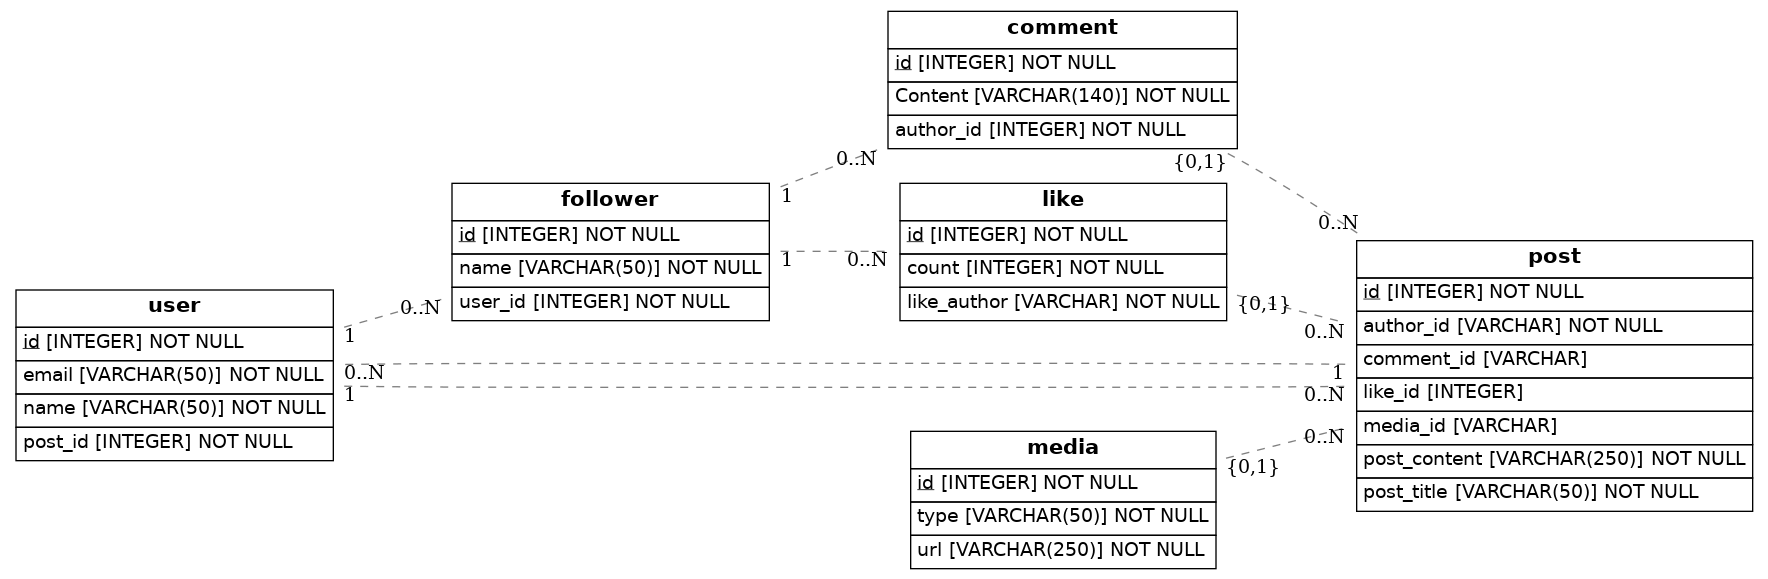 comment
id [INTEGER] NOT NULL
Content [VARCHAR(140)] NOT NULL
author_id [INTEGER] NOT NULL
0..N
{0,1}
1
0..N
follower
id [INTEGER] NOT NULL
name [VARCHAR(50)] NOT NULL
user_id [INTEGER] NOT NULL
1
0..N
like
id [INTEGER] NOT NULL
count [INTEGER] NOT NULL
like_author [VARCHAR] NOT NULL
{0,1}
0..N
user
id [INTEGER] NOT NULL
email [VARCHAR(50)] NOT NULL
name [VARCHAR(50)] NOT NULL
post_id [INTEGER] NOT NULL
0..N
1
0..N
1
1
0..N
post
id [INTEGER] NOT NULL
author_id [VARCHAR] NOT NULL
comment_id [VARCHAR]
like_id [INTEGER]
media_id [VARCHAR]
post_content [VARCHAR(250)] NOT NULL
post_title [VARCHAR(50)] NOT NULL
0..N
{0,1}
media
id [INTEGER] NOT NULL
type [VARCHAR(50)] NOT NULL
url [VARCHAR(250)] NOT NULL